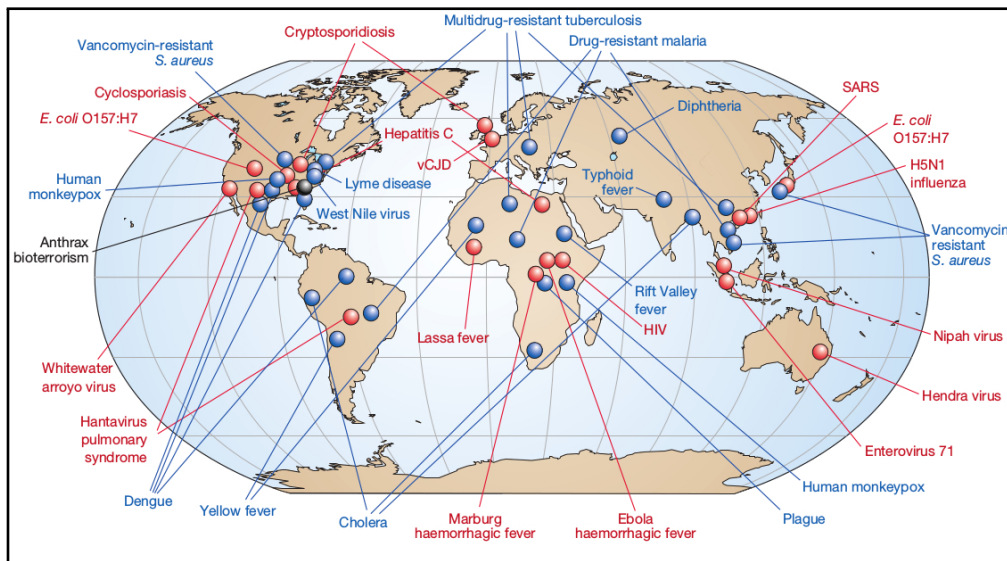 Multidrug-resistant tuberculosis
Cryptosporidiosis
Drug-resistant malaria
Vancomycin-resistant
S. aureus
SARS
Cyclosporiasis
E. coli O157:H7
Diphtheria
E. coli
O157:H7
Hepatitis C
vCJD
H5N1
influenza
Human
monkeypox
Lyme disease
Typhoid
fever
West Nile virus
Anthrax
bioterrorism
Vancomycin
resistant
S. aureus
Rift Valley
fever
HIV
Lassa fever
Nipah virus
Whitewater
arroyo virus
Hendra virus
Hantavirus
pulmonary
syndrome
Enterovirus 71
Dengue
Yellow fever
Cholera
Marburg
haemorrhagic fever
Ebola
haemorrhagic fever
Human monkeypox
Plague